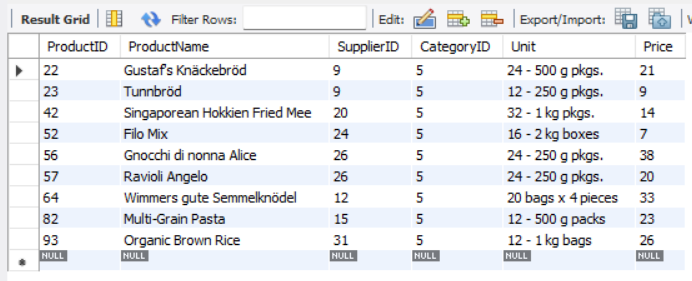 Result Grid Filter Rows: Edit: Export/Import:
ProductID ProductName SupplierID CategoryID Unit Price
22 Gustaf's Knäckebröd 9 5 24 - 500 g pkgs. 21
23 Tunnbröd 9 5 12 - 250 g pkgs. 9
42 Singaporean Hokkien Fried Mee 20 5 32 - 1 kg pkgs. 14
52 Filo Mix 24 5 16 - 2 kg boxes 7
56 Gnocchi di nonna Alice 26 5 24 - 250 g pkgs. 38
57 Ravioli Angelo 26 5 24 - 250 g pkgs. 20
64 Wimmers gute Semmelknödel 12 5 20 bags x 4 pieces 33
82 Multi-Grain Pasta 15 5 12 - 500 g packs 23
93 Organic Brown Rice 31 5 12 - 1 kg bags 26
NULL NULL NULL NULL NULL NULL